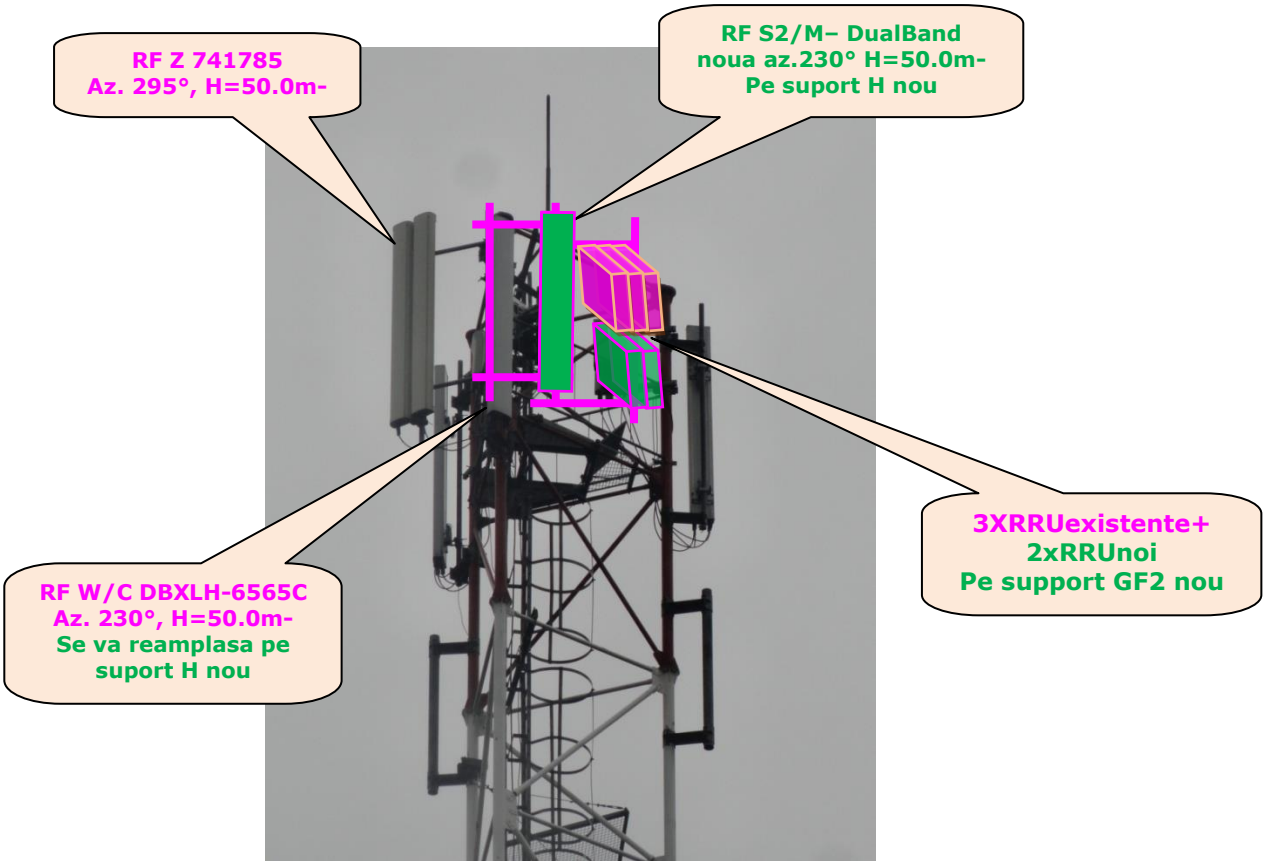 RF Z 741785
Az. 295°, H=50.0m-
RF S2/M– DualBand
noua az.230° H=50.0m-
Pe suport H nou
3XRRUexistente+
2xRRUnoi
Pe support GF2 nou
RF W/C DBXLH-6565C
Az. 230°, H=50.0m-
Se va reamplasa pe
suport H nou